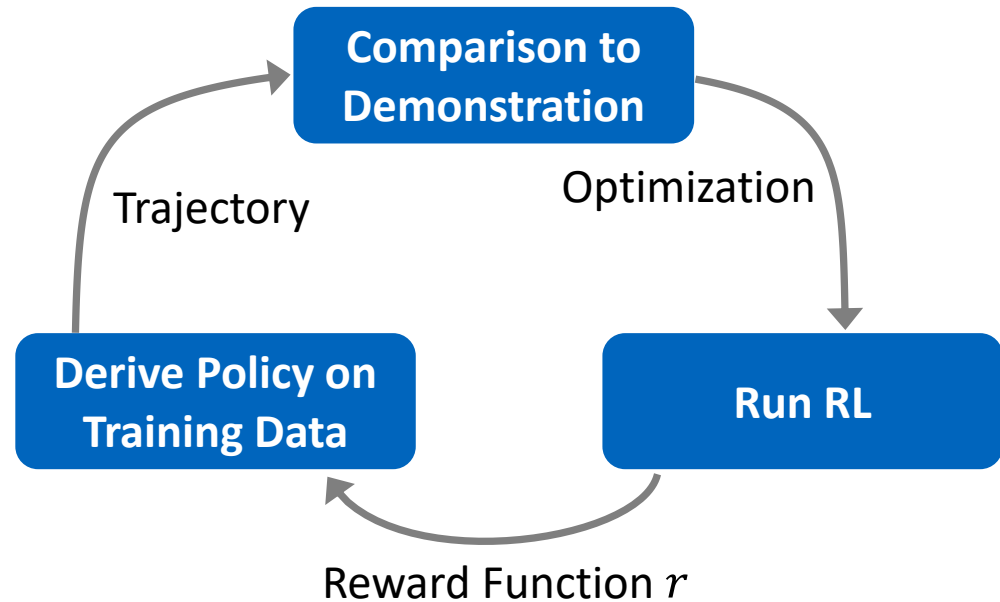 Comparison to
Demonstration
Trajectory
Optimization
Derive Policy on
Training Data
Run RL
Reward Function r